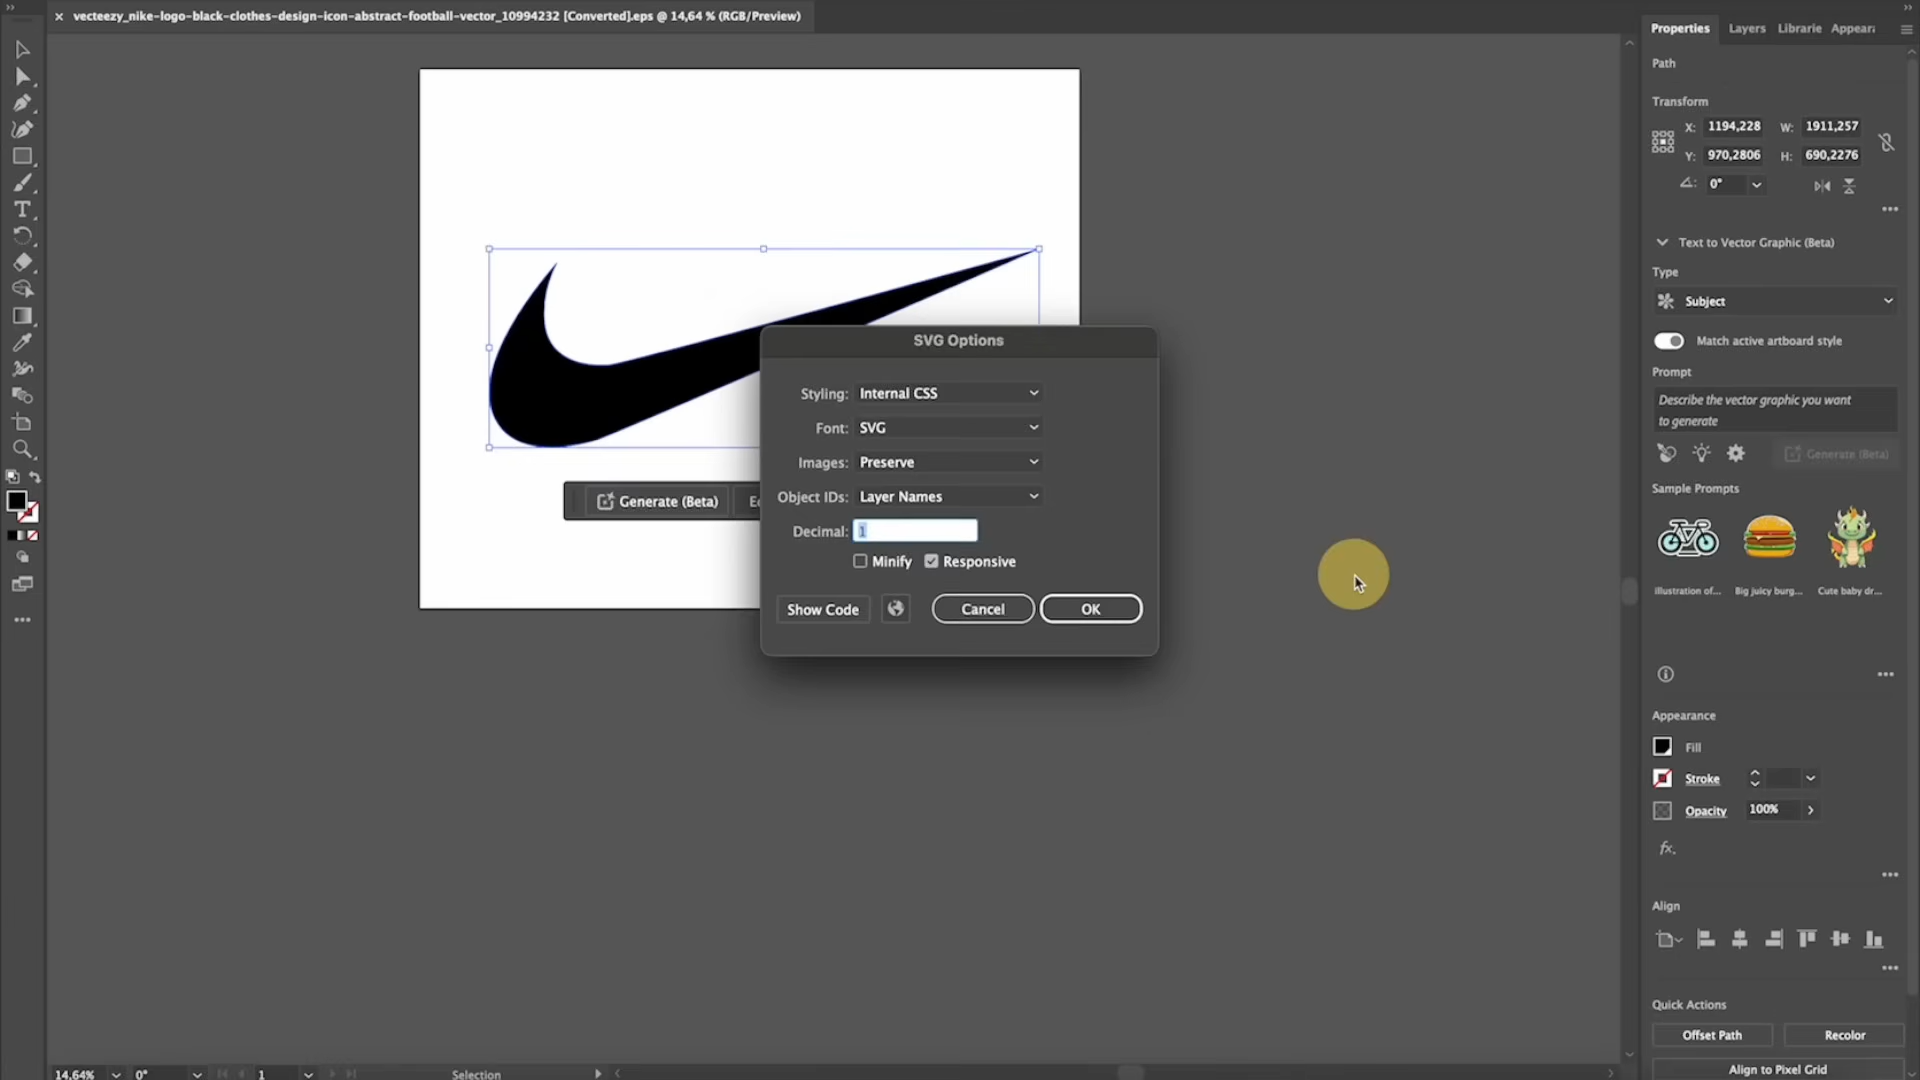 vecteezy_nike-logo-black-clothes-design-icon-abstract-football-vector_10994232 [Converted].eps @ 14,64 % (RGB/Preview)
Properties Layers Librarie Appear
Path
Transform
X: 1194,228 W: 1911,257
Y: 970,2806 H: 690,2276
0°
Text to Vector Graphic (Beta)
Type
Subject
Match active artboard style
Prompt
Describe the vector graphic you want
to generate
Generate (Beta)
Sample Prompts
illustration of... Big juicy burg... Cute baby dr...
Appearance
Fill
Stroke
Opacity 100%
fx.
Align
Quick Actions
Offset Path Recolor
Align to Pixel Grid
SVG Options
Styling: Internal CSS
Font: SVG
Images: Preserve
Object IDs: Layer Names
Decimal: 1
Minify Responsive
Show Code Cancel OK
Generate (Beta)
14,64% 0° 1 Selection